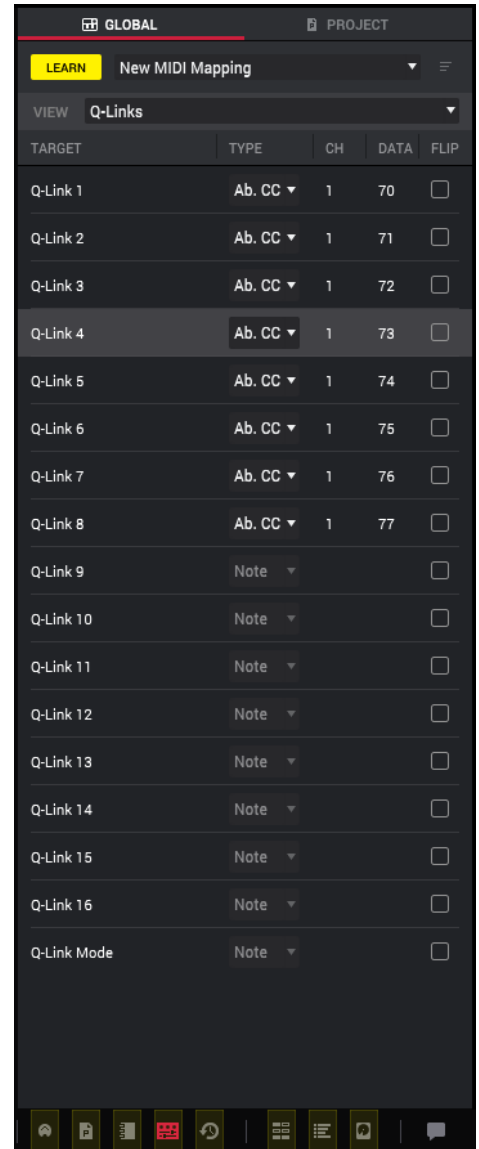 GLOBAL PROJECT
LEARN New MIDI Mapping
VIEW Q-Links
TARGET TYPE CH DATA FLIP
Q-Link 1 Ab. CC 1 70
Q-Link 2 Ab. CC 1 71
Q-Link 3 Ab. CC 1 72
Q-Link 4 Ab. CC 1 73
Q-Link 5 Ab. CC 1 74
Q-Link 6 Ab. CC 1 75
Q-Link 7 Ab. CC 1 76
Q-Link 8 Ab. CC 1 77
Q-Link 9 Note
Q-Link 10 Note
Q-Link 11 Note
Q-Link 12 Note
Q-Link 13 Note
Q-Link 14 Note
Q-Link 15 Note
Q-Link 16 Note
Q-Link Mode Note